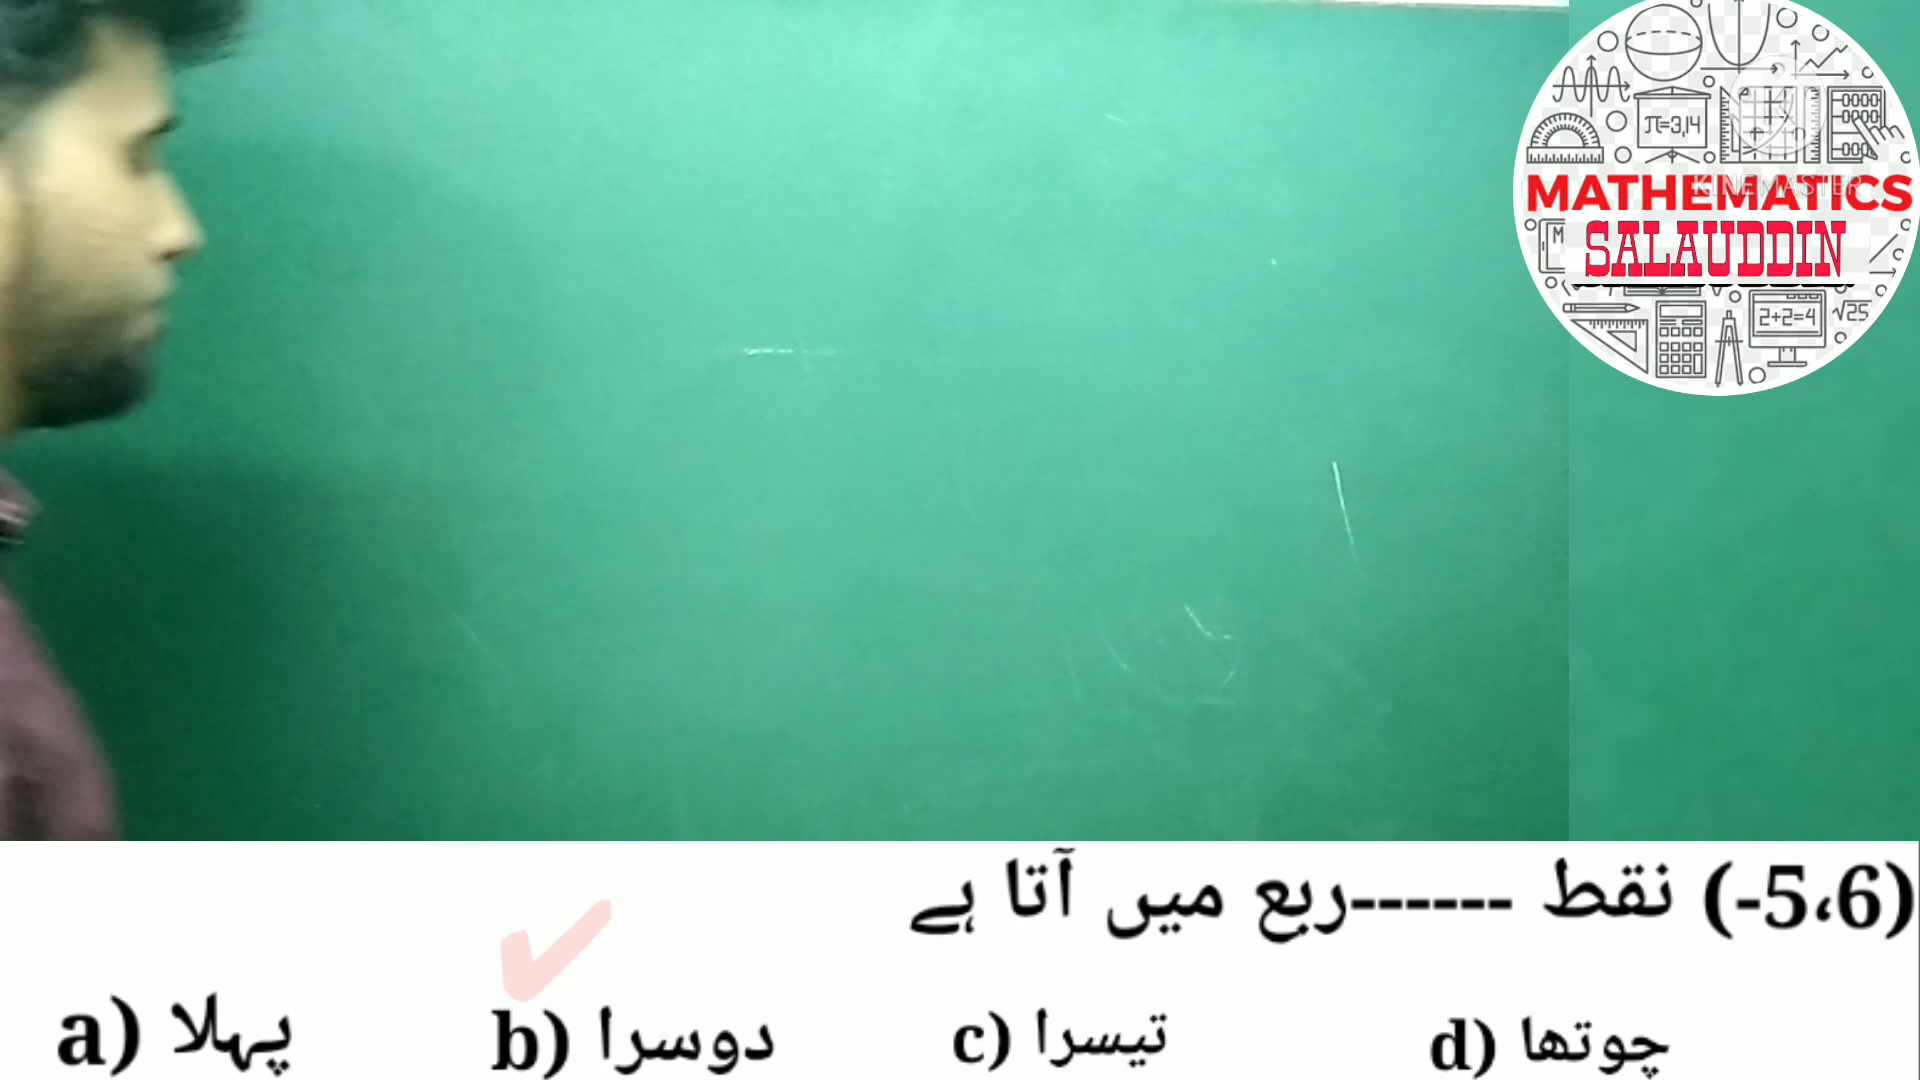 π=3,14
KINEMASTER
MATHEMATICS
SALAUDDIN
2+2=4
√25
(-5،6) نقط ------ربع میں آتا ہے
a) پہلا
b) دوسرا
c) تیسرا
d) چوتھا